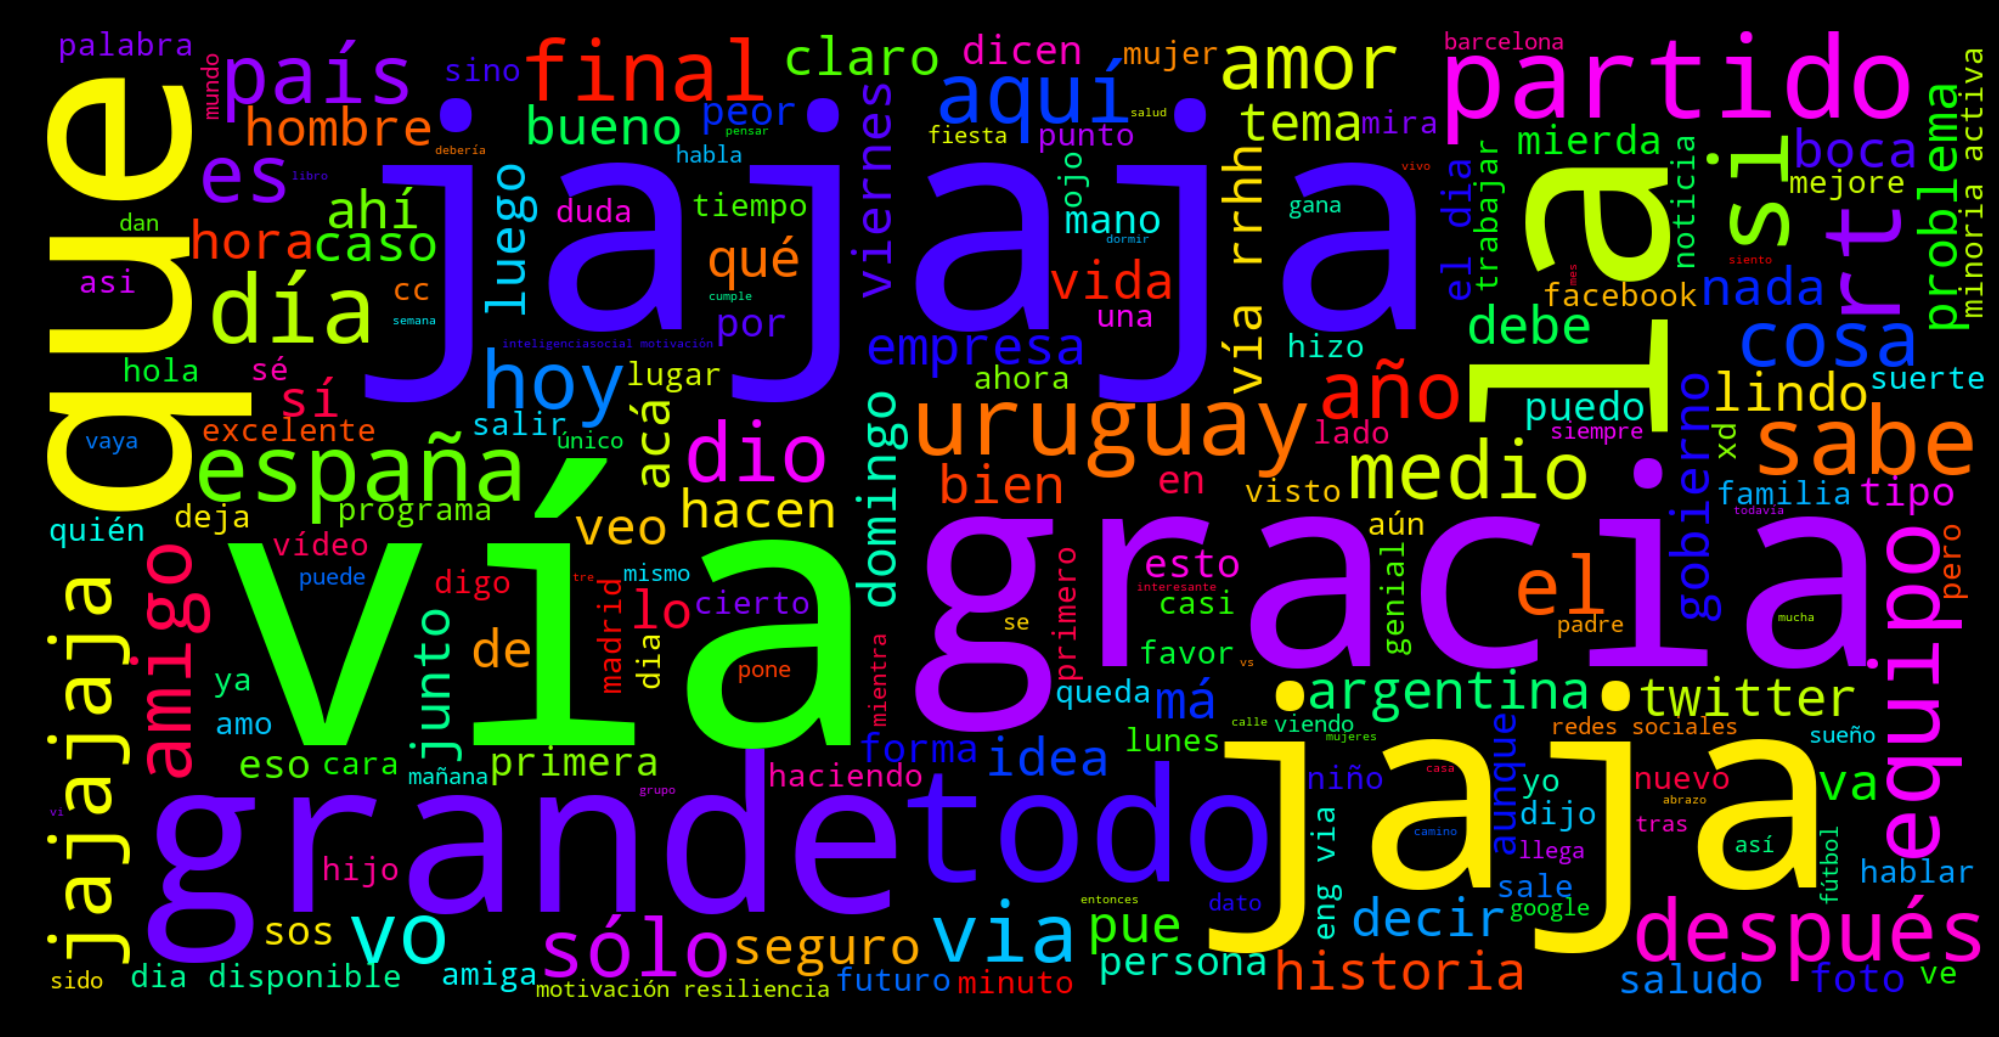 palabra
mundo
país
sino
final
claro
dicen
mujer
amor
barcelona
partido
que
hombre
jajajaja
bueno
peor
pensar
aquí
fiesta
salud
punto
tema
mira
mierda
si
boca
problema
minoria activa
es
libro
debería
habla
viernes
ojo
vía rrhh
vivo
la
noticia
mejore
rt
dan
ahí
luego
duda
tiempo
mano
gana
el dia
trabajar
hora
caso
qué
dormir
siento
asi
día
cc
cumple
vida
mes
facebook
nada
semana
por
una
debe
cosa
inteligenciasocial motivación
empresa
hizo
hola
sé
hoy
lugar
ahora
año
lindo
suerte
sí
acá
uruguay
puedo
gobierno
vaya
excelente
salir
único
dio
domingo
lado
siempre
xd
sabe
españa
bien
en
visto
medio
familia
tipo
quién
deja
programa
veo
hacen
gracia
aún
todavía
jajajaja
amigo
vídeo
vía
puede
digo
tre
mismo
primero
esto
interesante
genial
el
equipo
pero
junto
madrid
lo
cierto
casi
se
padre
mucha
de
dia
pone
mientra
favor
vs
ya
queda
má
argentina
twitter
amo
calle
viendo
redes sociales
sueño
eso
cara
mañana
primera
forma
idea
lunes
mujeres
jaja
aunque
haciendo
niño
casa
yo
nuevo
va
vi
grande
grupo
todo
eng via
dijo
abrazo
camino
tras
así
fútbol
hijo
llega
hablar
sale
entonces
dato
google
sos
vo
sólo
seguro
via
pue
decir
después
sido
dia disponible
amiga
motivación resiliencia
futuro
minuto
persona
historia
saludo
foto
ve